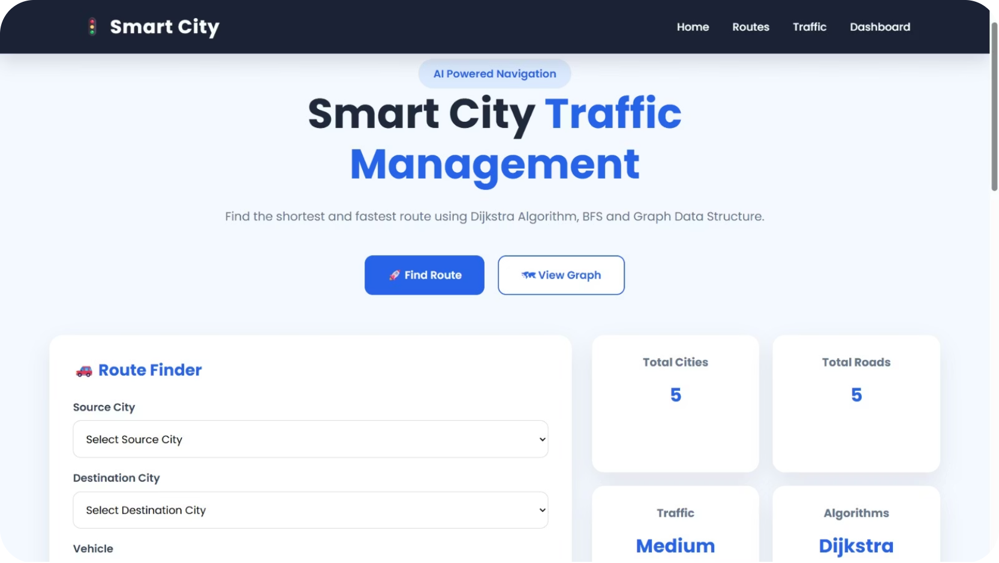 Smart City
Home Routes Traffic Dashboard
AI Powered Navigation
Smart City Traffic
Management
Find the shortest and fastest route using Dijkstra Algorithm, BFS and Graph Data Structure.
Find Route
View Graph
Route Finder
Source City
Select Source City
Destination City
Select Destination City
Vehicle
Total Cities
5
Total Roads
5
Traffic
Medium
Algorithms
Dijkstra